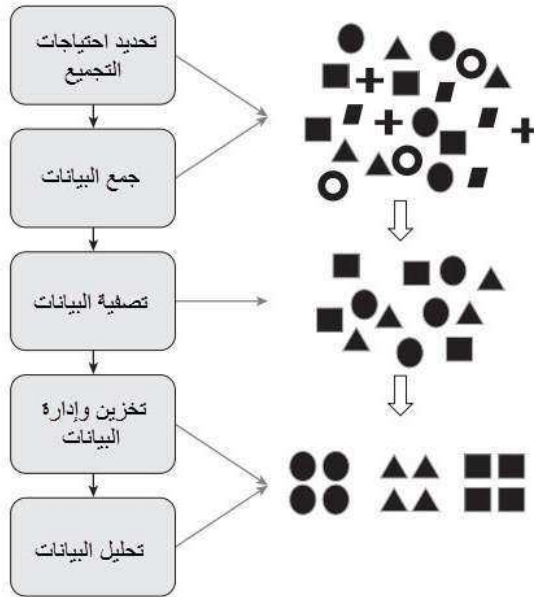 تحديد احتياجات
التجميع
جمع البيانات
تصفية البيانات
تخزين وإدارة
البيانات
تحليل البيانات